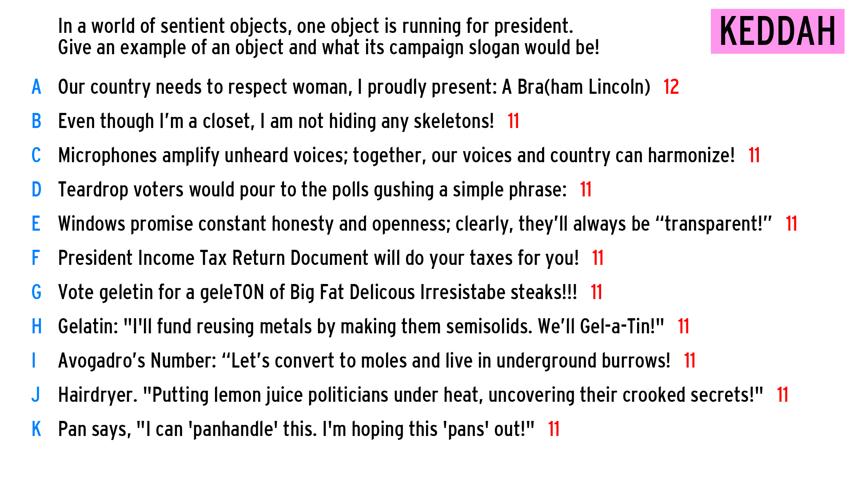 In a world of sentient objects, one object is running for president.
Give an example of an object and what its campaign slogan would be!
KEDDAH
A Our country needs to respect woman, I proudly present: A Bra(ham Lincoln) 12
B Even though I'm a closet, I am not hiding any skeletons! 11
C Microphones amplify unheard voices; together, our voices and country can harmonize! 11
D Teardrop voters would pour to the polls gushing a simple phrase: 11
E Windows promise constant honesty and openness; clearly, they'll always be “transparent!” 11
F President Income Tax Return Document will do your taxes for you! 11
G Vote geletin for a geleTON of Big Fat Delicous Irresistabe steaks!!! 11
H Gelatin: "I'll fund reusing metals by making them semisolids. We'll Gel-a-Tin!" 11
I Avogadro's Number: “Let's convert to moles and live in underground burrows! 11
J Hairdryer. "Putting lemon juice politicians under heat, uncovering their crooked secrets!" 11
K Pan says, "I can 'panhandle' this. I'm hoping this 'pans' out!" 11